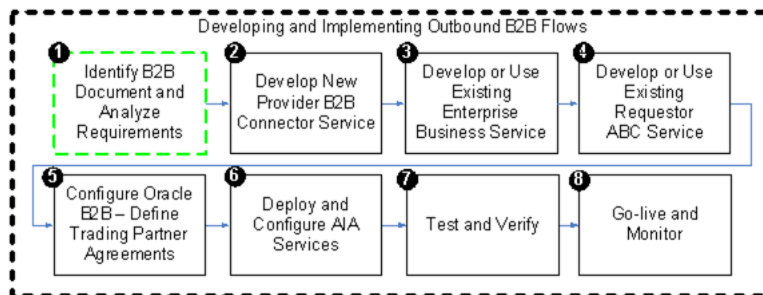 Developing and Implementing Outbound B2B Flows
1
Identify B2B
Document and
Analyze
Requirements
2
Develop New
Provider B2B
Connector Service
3
Develop or Use
Existing
Enterprise
Business Service
4
Develop or Use
Existing
Requestor
ABC Service
5
Configure Oracle
B2B – Define
Trading Partner
Agreements
6
Deploy and
Configure AIA
Services
7
Test and Verify
8
Go-live and
Monitor